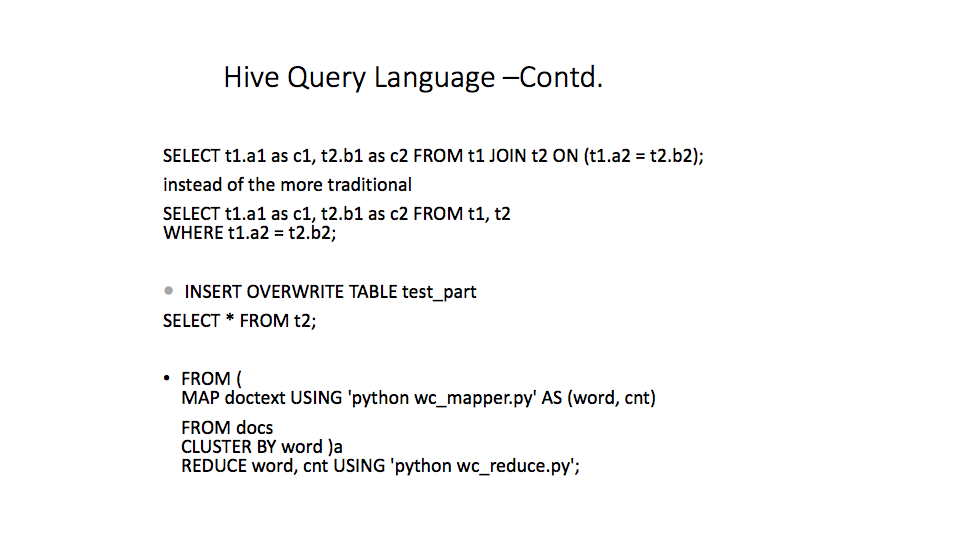 Hive Query Language –Contd.
SELECT t1.a1 as c1, t2.b1 as c2 FROM t1 JOIN t2 ON (t1.a2 = t2.b2);
instead of the more traditional
SELECT t1.a1 as c1, t2.b1 as c2 FROM t1, t2
WHERE t1.a2 = t2.b2;
• INSERT OVERWRITE TABLE test_part
SELECT * FROM t2;
• FROM (
MAP doctext USING 'python wc_mapper.py' AS (word, cnt)
FROM docs
CLUSTER BY word )a
REDUCE word, cnt USING 'python wc_reduce.py';